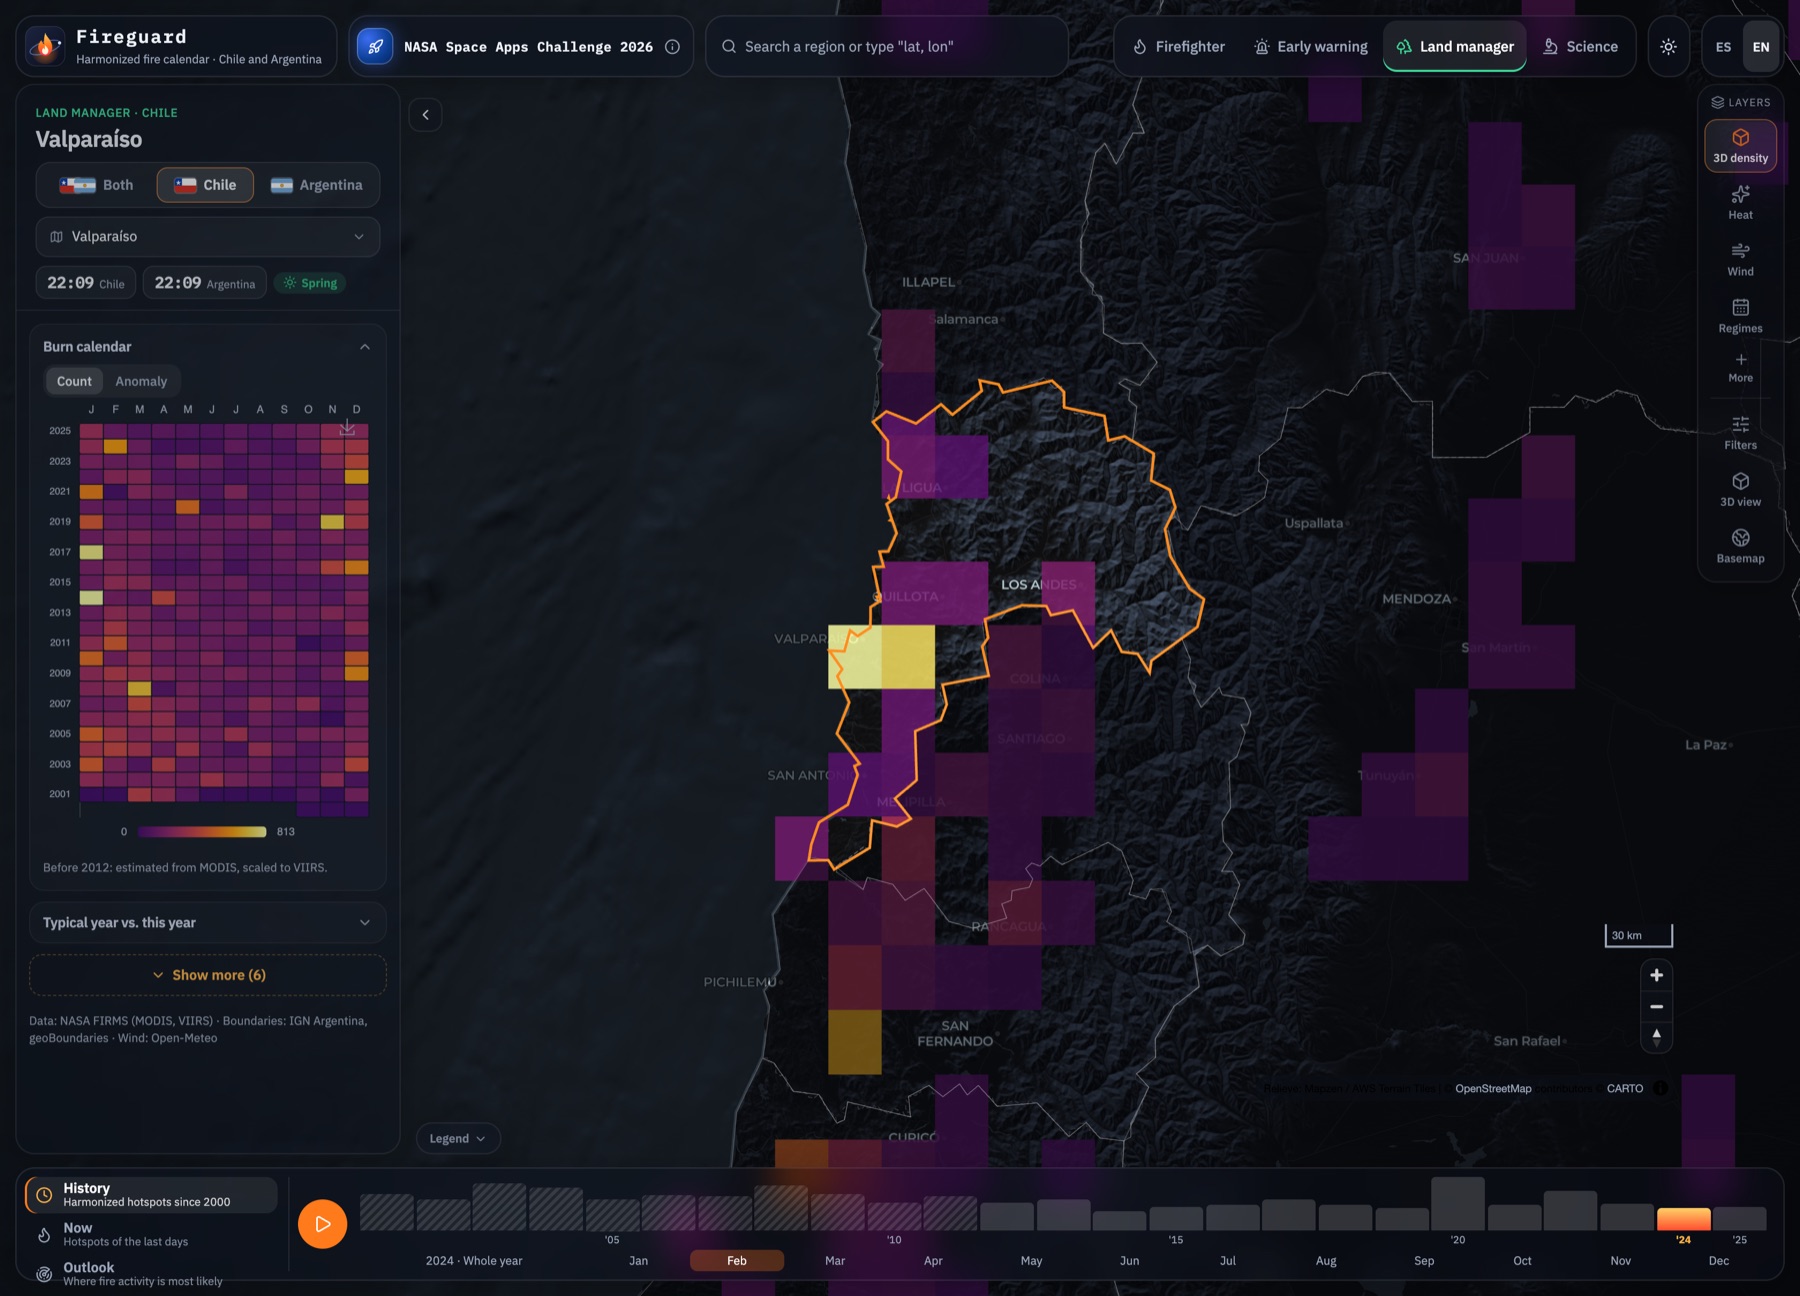 Fireguard
Harmonized fire calendar · Chile and Argentina
NASA Space Apps Challenge 2026
Search a region or type "lat, lon"
Firefighter
Early warning
Land manager
Science
ES
EN
LAND MANAGER · CHILE
Valparaíso
Both
Chile
Argentina
Valparaíso
22:09 Chile
22:09 Argentina
Spring
Burn calendar
Count
Anomaly
J F M A M J J A S O N D
2025
2023
2021
2019
2017
2015
2013
2011
2009
2007
2005
2003
2001
0
813
Before 2012: estimated from MODIS, scaled to VIIRS.
Typical year vs. this year
Show more (6)
Data: NASA FIRMS (MODIS, VIIRS) · Boundaries: IGN Argentina,
geoBoundaries · Wind: Open-Meteo
LAYERS
3D density
Heat
Wind
Regimes
More
Filters
3D view
Basemap
ILLAPEL
Salamanca
SAN JUAN
LA LIGUA
Uspallata
LOS ANDES
QUILLOTA
MENDOZA
VALPARAÍSO
San Martín
COLINA
SANTIAGO
La Paz
SAN ANTONIO
Tunuyán
MELIPILLA
RANCAGUA
30 km
PICHILEMU
SAN
FERNANDO
San Rafael
OpenStreetMap contributors © CARTO
CURICÓ
Legend
History
Harmonized hotspots since 2000
Now
Hotspots of the last days
Outlook
Where fire activity is most likely
'05
'10
'15
'20
'24
'25
2024 · Whole year
Jan
Feb
Mar
Apr
May
Jun
Jul
Aug
Sep
Oct
Nov
Dec